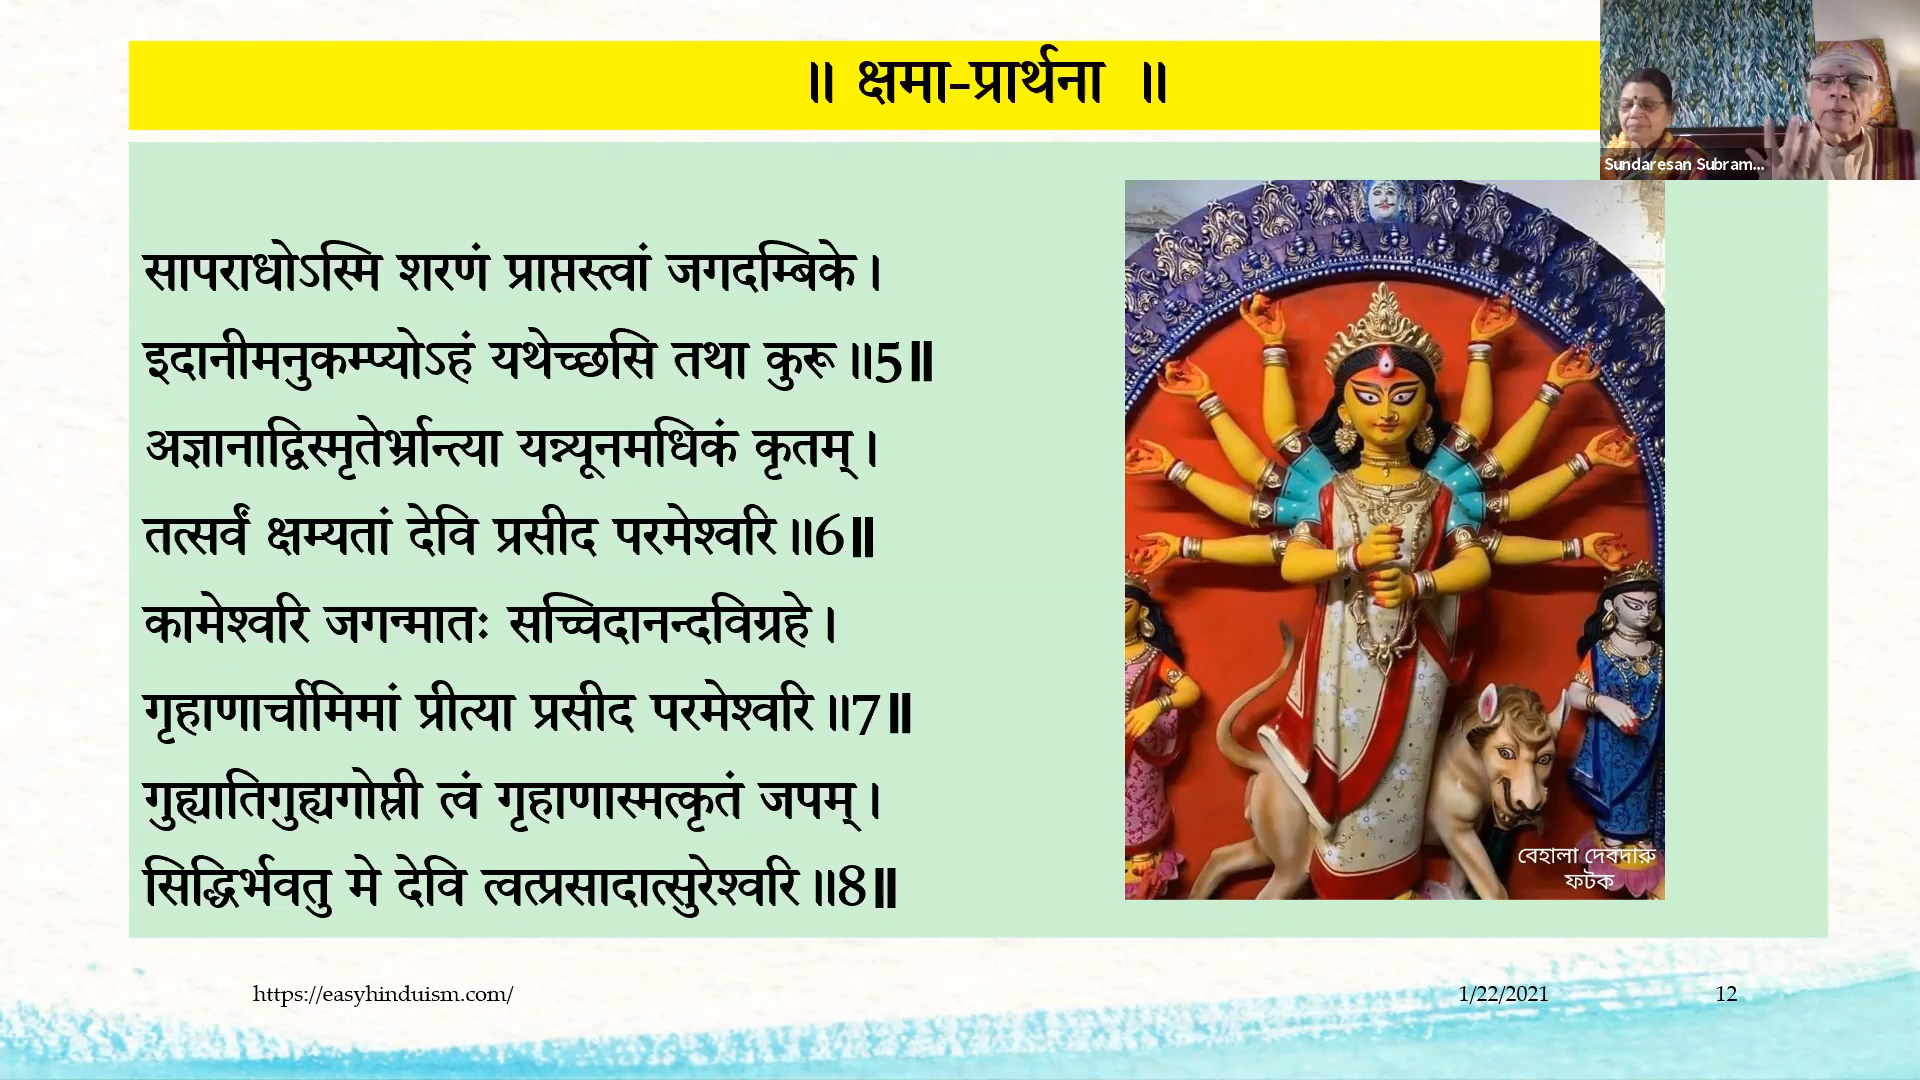 ॥ क्षमा-प्रार्थना ॥
Sundaresan Subram...
सापराधोऽस्मि शरणं प्राप्तस्त्वां जगदम्बिके ।
इदानीमनुकम्प्योऽहं यथेच्छसि तथा कुरू ॥5॥
अज्ञानाद्विस्मृतेर्भ्रान्त्या यन्न्यूनमधिकं कृतम् ।
तत्सर्वं क्षम्यतां देवि प्रसीद परमेश्वरि ॥6॥
कामेश्वरि जगन्मातः सच्चिदानन्दविग्रहे ।
गृहाणार्चामिमां प्रीत्या प्रसीद परमेश्वरि ॥7॥
गुह्यातिगुह्यगोप्त्री त्वं गृहाणास्मत्कृतं जपम् ।
सिद्धिर्भवतु मे देवि त्वत्प्रसादात्सुरेश्वरि ॥8॥
বেহালা দেবদারু
ফটক
https://easyhinduism.com/
1/22/2021
12